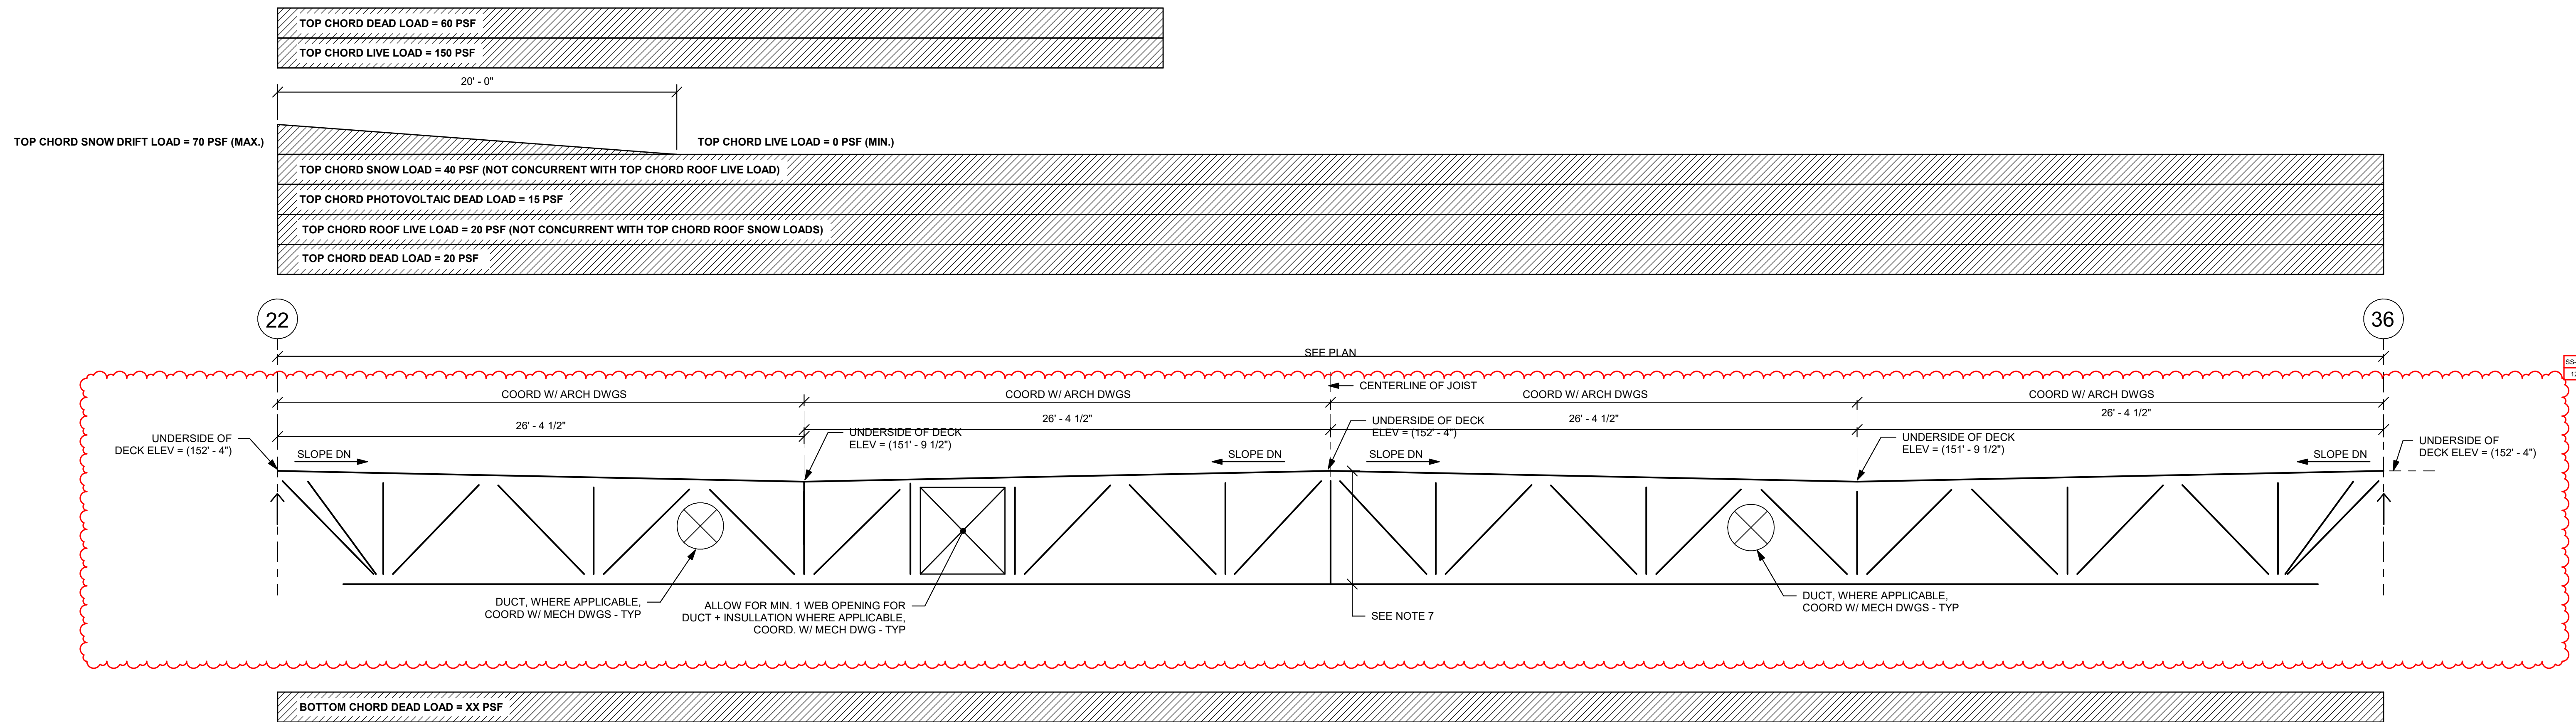 TOP CHORD DEAD LOAD = 60 PSF
TOP CHORD LIVE LOAD = 150 PSF
20' - 0"
TOP CHORD SNOW DRIFT LOAD = 70 PSF (MAX.)
TOP CHORD LIVE LOAD = 0 PSF (MIN.)
TOP CHORD SNOW LOAD = 40 PSF (NOT CONCURRENT WITH TOP CHORD ROOF LIVE LOAD)
TOP CHORD PHOTOVOLTAIC DEAD LOAD = 15 PSF
TOP CHORD ROOF LIVE LOAD = 20 PSF (NOT CONCURRENT WITH TOP CHORD ROOF SNOW LOADS)
TOP CHORD DEAD LOAD = 20 PSF
22
36
SEE PLAN
SS-
12
CENTERLINE OF JOIST
COORD W/ ARCH DWGS
COORD W/ ARCH DWGS
COORD W/ ARCH DWGS
COORD W/ ARCH DWGS
26' - 4 1/2"
26' - 4 1/2"
26' - 4 1/2"
26' - 4 1/2"
UNDERSIDE OF
DECK ELEV = (152' - 4")
SLOPE DN
UNDERSIDE OF DECK
ELEV = (151' - 9 1/2")
SLOPE DN
UNDERSIDE OF DECK
ELEV = (152' - 4")
SLOPE DN
UNDERSIDE OF DECK
ELEV = (151' - 9 1/2")
SLOPE DN
UNDERSIDE OF
DECK ELEV = (152' - 4")
DUCT, WHERE APPLICABLE,
COORD W/ MECH DWGS - TYP
ALLOW FOR MIN. 1 WEB OPENING FOR
DUCT + INSULLATION WHERE APPLICABLE,
COORD. W/ MECH DWG - TYP
SEE NOTE 7
DUCT, WHERE APPLICABLE,
COORD W/ MECH DWGS - TYP
BOTTOM CHORD DEAD LOAD = XX PSF